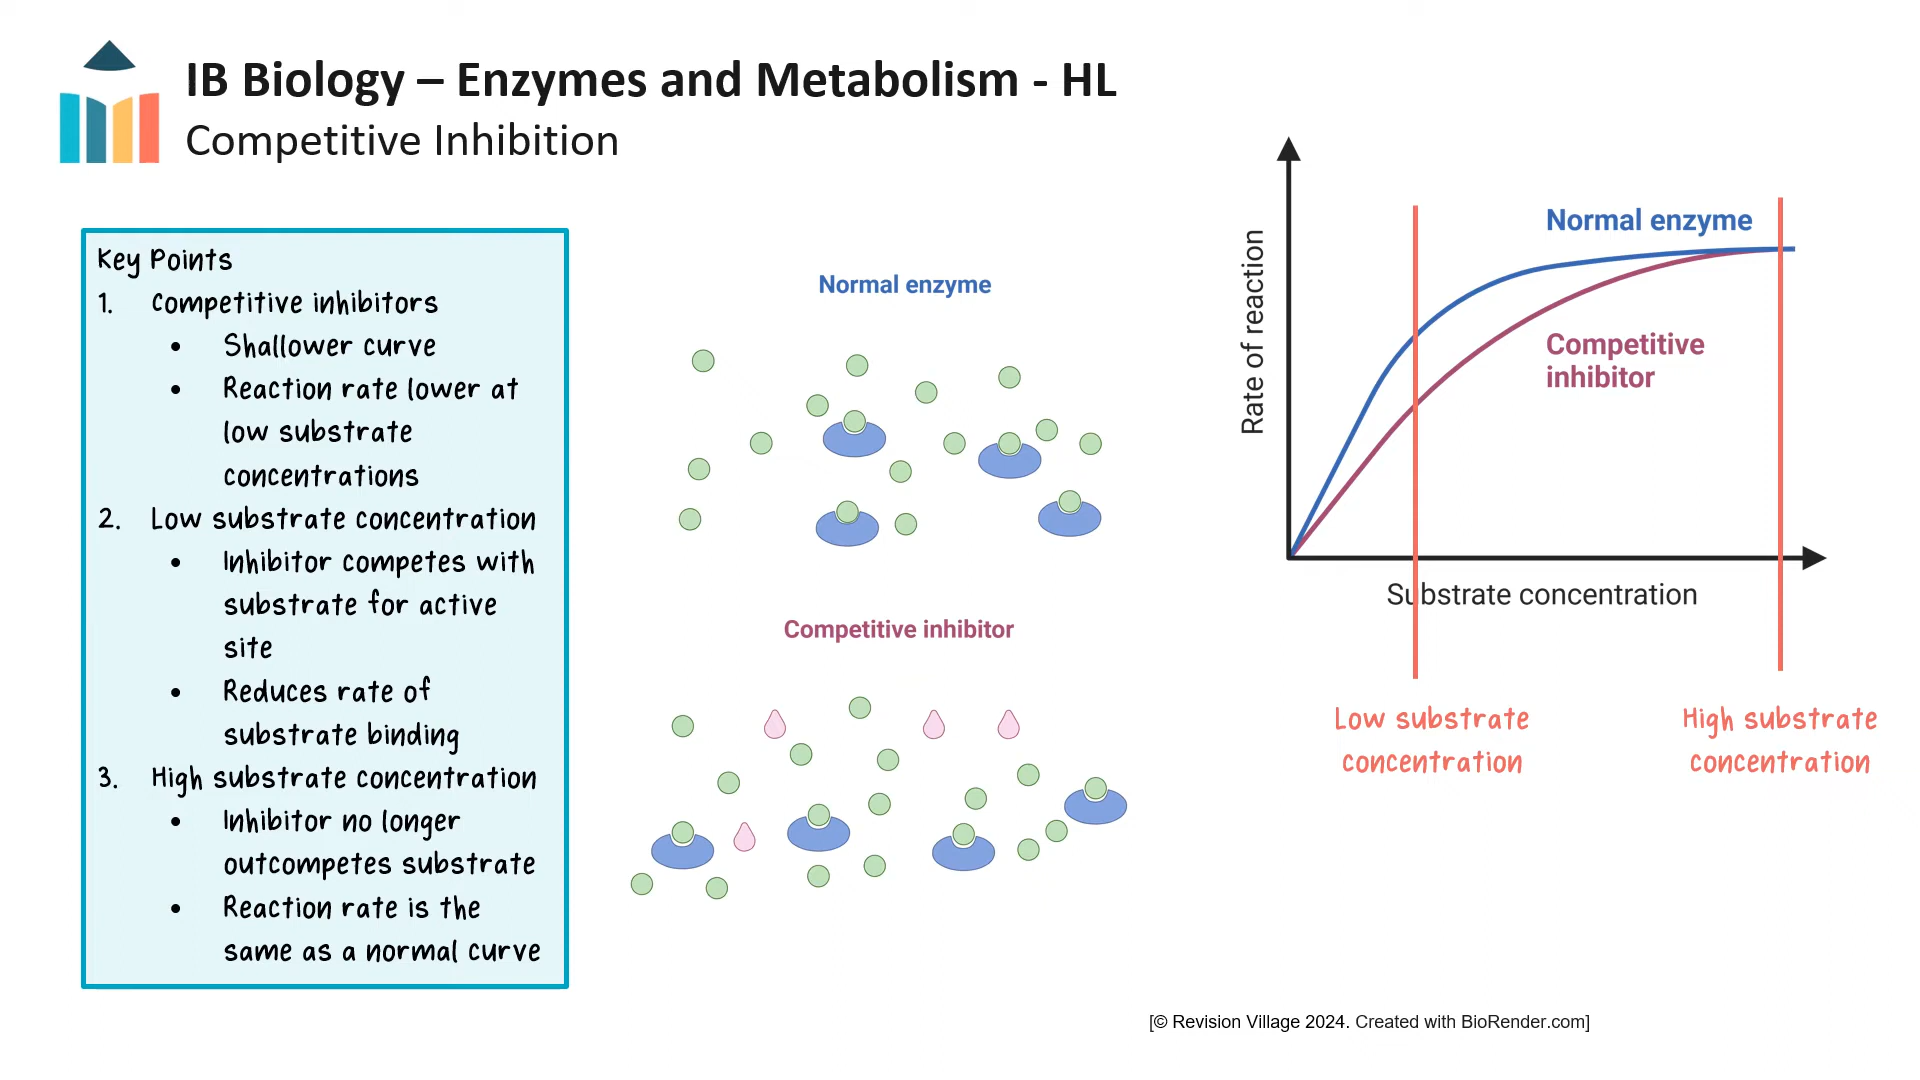 IB Biology – Enzymes and Metabolism - HL
Competitive Inhibition
Key Points
1. Competitive inhibitors
• Shallower curve
• Reaction rate lower at
low substrate
concentrations
2. Low substrate concentration
• Inhibitor competes with
substrate for active
site
• Reduces rate of
substrate binding
3. High substrate concentration
• Inhibitor no longer
outcompetes substrate
• Reaction rate is the
same as a normal curve
Normal enzyme
Competitive inhibitor
Rate of reaction
Normal enzyme
Competitive
inhibitor
Substrate concentration
Low substrate
concentration
High substrate
concentration
[© Revision Village 2024. Created with BioRender.com]